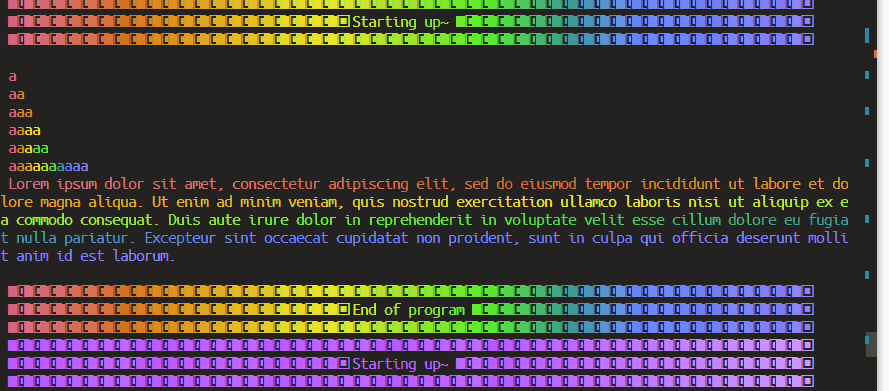 Starting up~
a
aa
aaa
aaaa
aaaaa
aaaaaaaaaa
Lorem ipsum dolor sit amet, consectetur adipiscing elit, sed do eiusmod tempor incididunt ut labore et do
lore magna aliqua. Ut enim ad minim veniam, quis nostrud exercitation ullamco laboris nisi ut aliquip ex e
a commodo consequat. Duis aute irure dolor in reprehenderit in voluptate velit esse cillum dolore eu fugia
t nulla pariatur. Excepteur sint occaecat cupidatat non proident, sunt in culpa qui officia deserunt molli
t anim id est laborum.
End of program
Starting up~